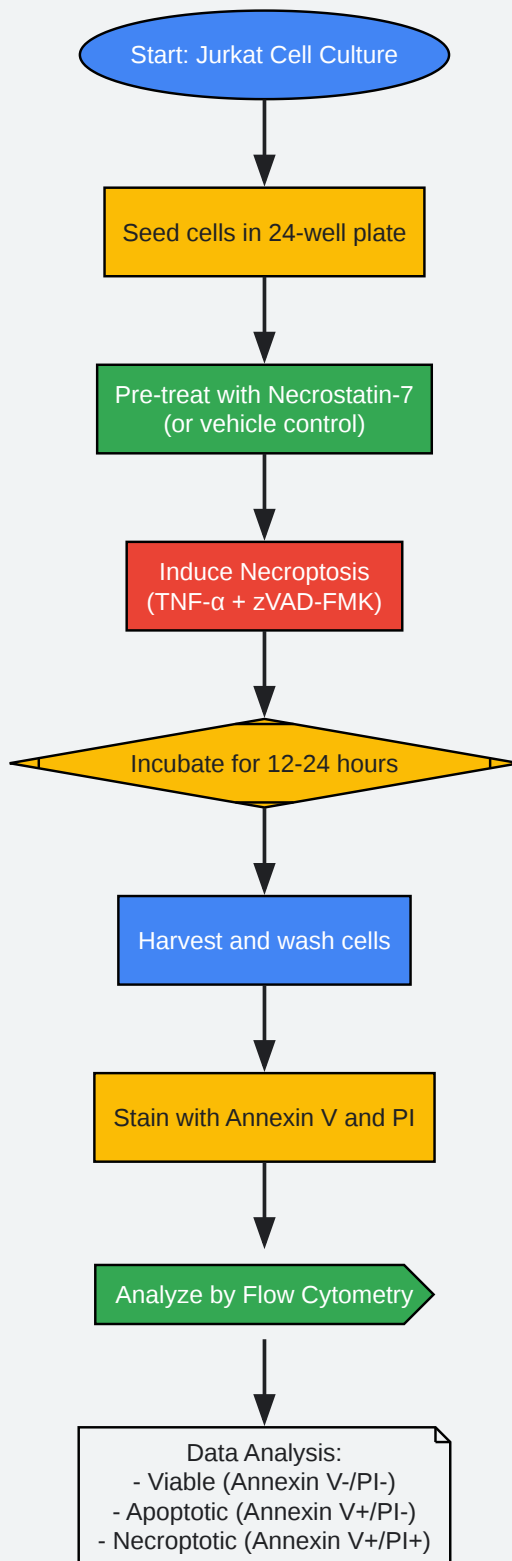 Start: Jurkat Cell Culture
Seed cells in 24-well plate
Pre-treat with Necrostatin-7
(or vehicle control)
Induce Necroptosis
(TNF-α + zVAD-FMK)
Incubate for 12-24 hours
Harvest and wash cells
Stain with Annexin V and PI
Analyze by Flow Cytometry
Data Analysis:
- Viable (Annexin V-/PI-)
- Apoptotic (Annexin V+/PI-)
- Necroptotic (Annexin V+/PI+)